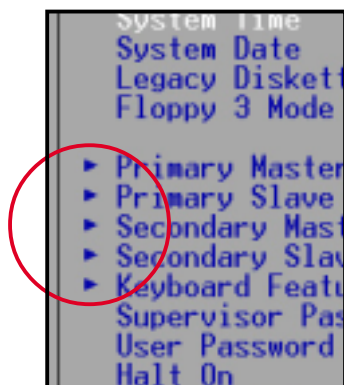 System Time
System Date
Legacy Diskett
Floppy 3 Mode
Primary Master
Primary Slave
Secondary Mast
Secondary Slav
Keyboard Featu
Supervisor Pas
User Password
Halt On